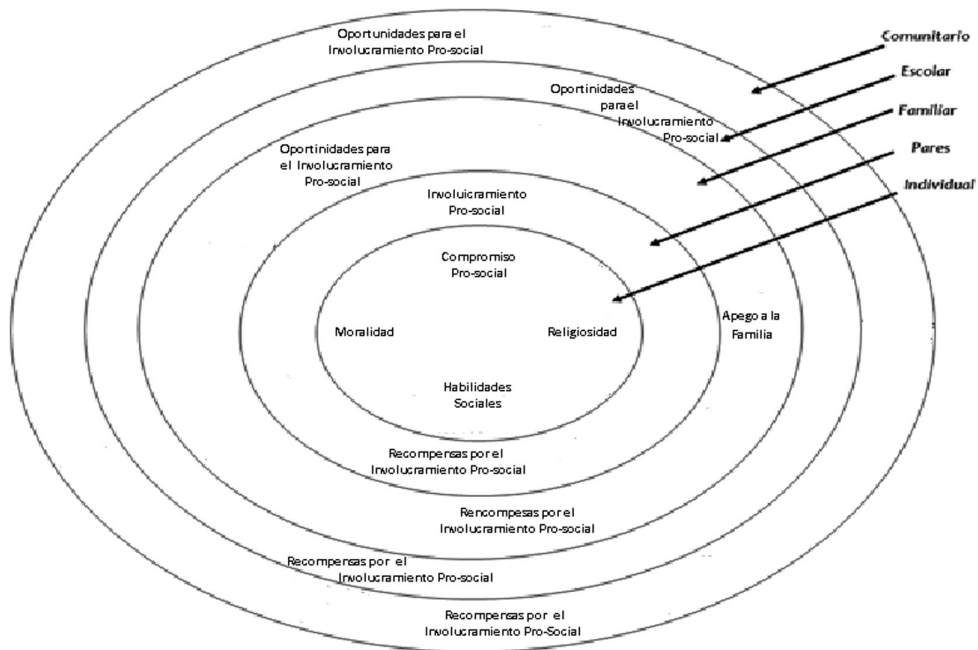 Oportunidades para el
Involucramiento Pro-social
Comunitario
Escolar
Familiar
Pares
Individual
Oportinidades
para el
Involucramiento
Pro-social
Oportinidades para
el Involucramiento
Pro-social
Involuicramiento
Pro-social
Compromiso
Pro-social
Moralidad
Religiosidad
Apego a la
Familia
Habilidades
Sociales
Recompensas por el
Involucramiento Pro-social
Rencompesas por el
Involucramiento Pro-social
Recompensas por el
Involucramiento Pro-social
Recompensas por el
Involucramiento Pro-Social